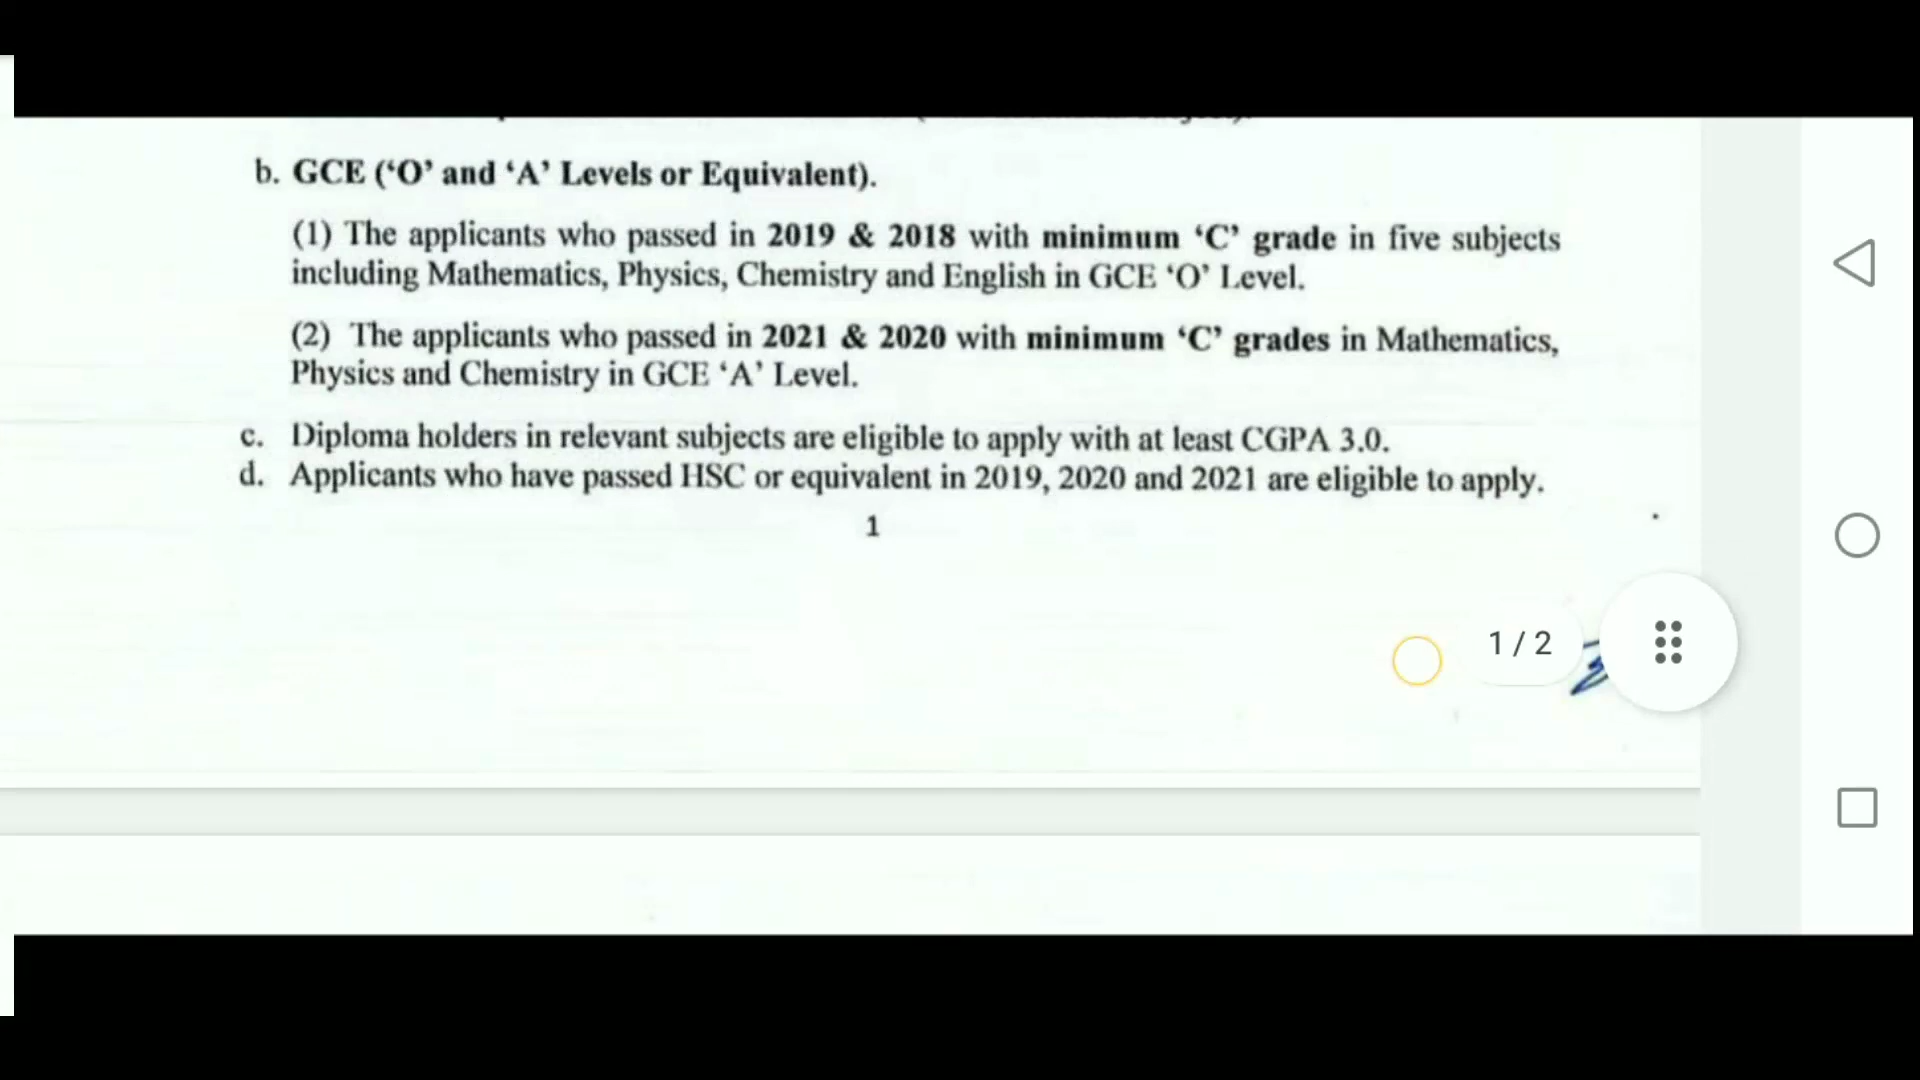 b. GCE (‘O’ and ‘A’ Levels or Equivalent).
(1) The applicants who passed in 2019 & 2018 with minimum ‘C’ grade in five subjects
including Mathematics, Physics, Chemistry and English in GCE ‘O’ Level.
(2) The applicants who passed in 2021 & 2020 with minimum ‘C’ grades in Mathematics,
Physics and Chemistry in GCE ‘A’ Level.
c. Diploma holders in relevant subjects are eligible to apply with at least CGPA 3.0.
d. Applicants who have passed HSC or equivalent in 2019, 2020 and 2021 are eligible to apply.
1
1 / 2